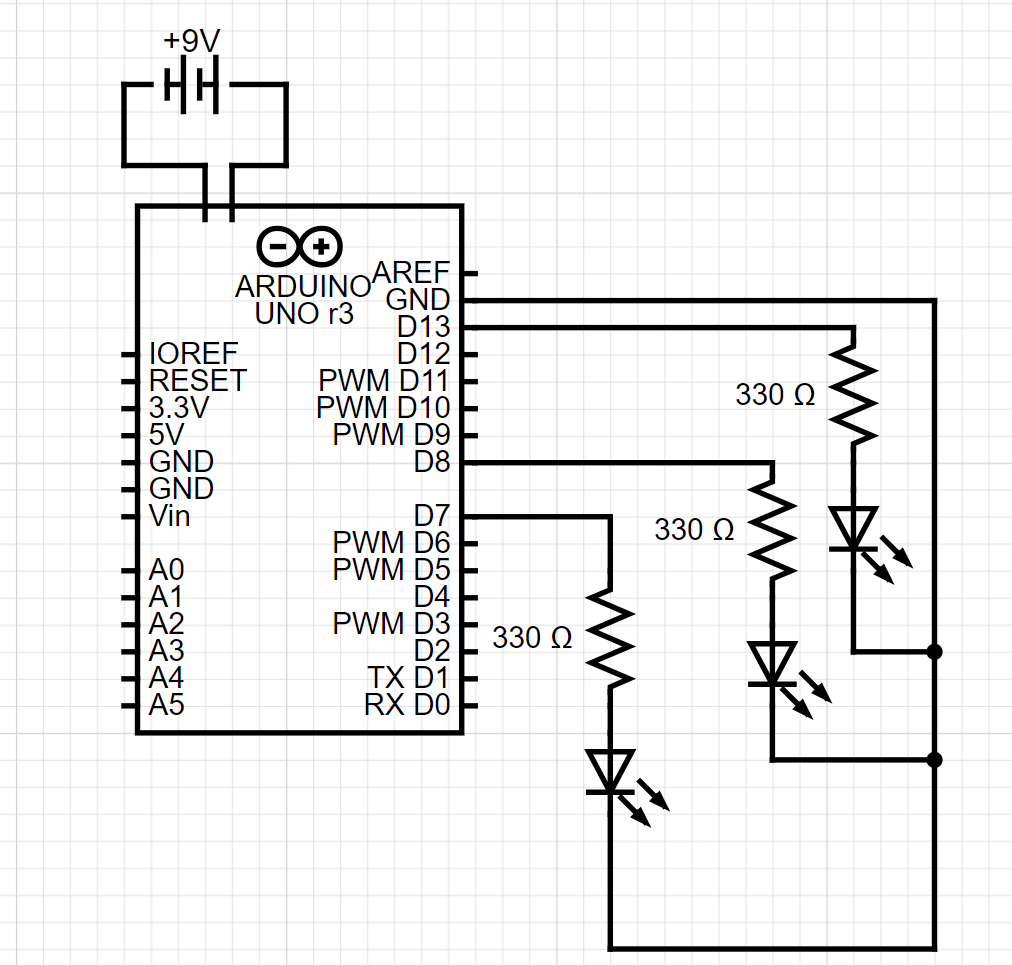 +9V
ARDUINO
UNO r3
AREF
GND
D13
D12
PWM D11
PWM D10
PWM D9
D8
D7
PWM D6
PWM D5
D4
PWM D3
D2
TX D1
RX D0
IOREF
RESET
3.3V
5V
GND
GND
Vin
A0
A1
A2
A3
A4
A5
330 Ω
330 Ω
330 Ω